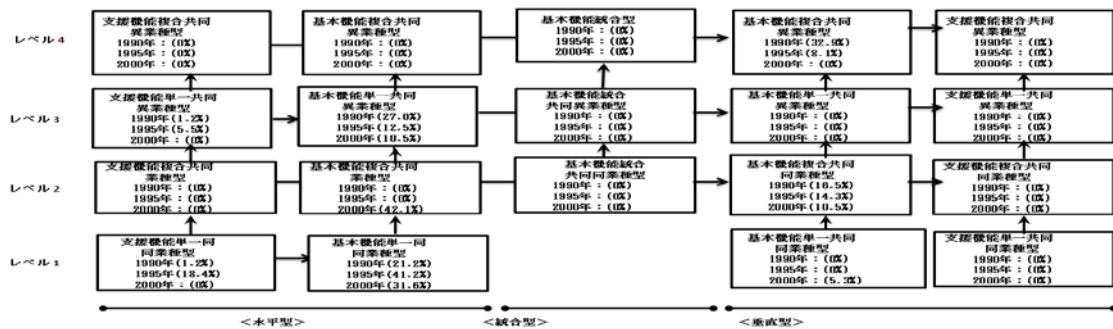 レベル4
支援機能複合共同
異業種型
1990年：(0%)
1995年：(0%)
2000年：(0%)
基本機能複合共同
異業種型
1990年：(0%)
1995年：(0%)
2000年：(0%)
基本機能統合型
1990年：(0%)
1995年：(0%)
2000年：(0%)
基本機能複合共同
異業種型
1990年(32.9%)
1995年(8.1%)
2000年：(0%)
支援機能複合共同
異業種型
1990年：(0%)
1995年：(0%)
2000年：(0%)
レベル3
支援機能単一共同
異業種型
1990年(1.2%)
1995年(5.5%)
2000年：(0%)
基本機能単一共同
異業種型
1990年(27.0%)
1995年(12.5%)
2000年(10.5%)
基本機能統合
共同異業種型
1990年：(0%)
1995年：(0%)
2000年：(0%)
基本機能単一共同
異業種型
1990年：(0%)
1995年：(0%)
2000年：(0%)
支援機能単一共同
異業種型
1990年：(0%)
1995年：(0%)
2000年：(0%)
レベル2
支援機能複合共同同
業種型
1990年：(0%)
1995年：(0%)
2000年：(0%)
基本機能複合共同同
業種型
1990年：(0%)
1995年：(0%)
2000年(42.1%)
基本機能統合
共同同業種型
1990年：(0%)
1995年：(0%)
2000年：(0%)
基本機能複合共同
同業種型
1990年(16.5%)
1995年(14.3%)
2000年(10.5%)
支援機能複合共同
同業種型
1990年：(0%)
1995年：(0%)
2000年：(0%)
レベル1
支援機能単一共同
同業種型
1990年(1.2%)
1995年(18.4%)
2000年：(0%)
基本機能単一共同
同業種型
1990年(21.2%)
1995年(41.2%)
2000年(31.6%)
基本機能単一共同
同業種型
1990年：(0%)
1995年：(0%)
2000年：(5.3%)
支援機能単一共同
同業種型
1990年：(0%)
1995年：(0%)
2000年：(0%)
<水平型>
<統合型>
<垂直型>